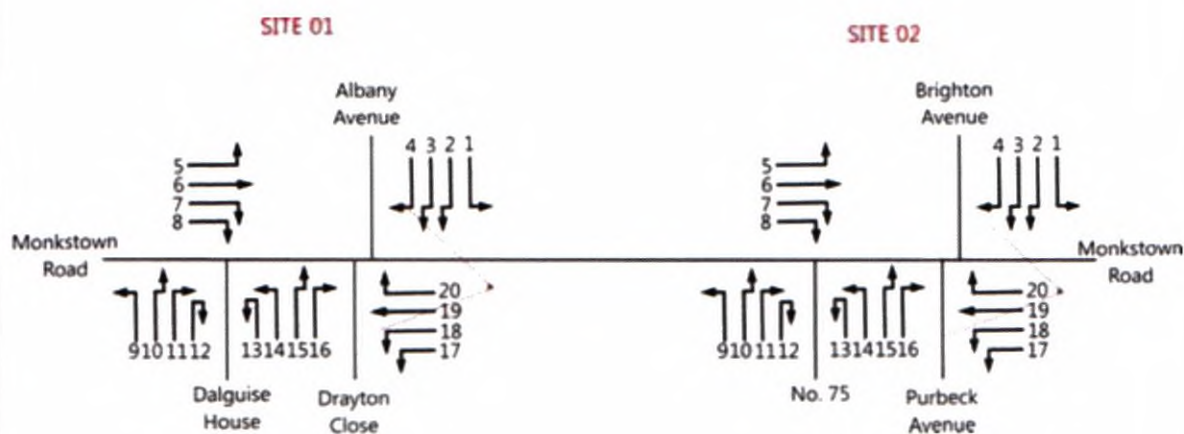 SITE 01
SITE 02
Albany
Avenue
Brighton
Avenue
4 3 2 1
4 3 2 1
5
6
7
8
5
6
7
8
Monkstown
Road
Monkstown
Road
20
19
18
17
20
19
18
17
9 10 11 12
13 14 15 16
9 10 11 12
13 14 15 16
Dalguise
House
Drayton
Close
No. 75
Purbeck
Avenue